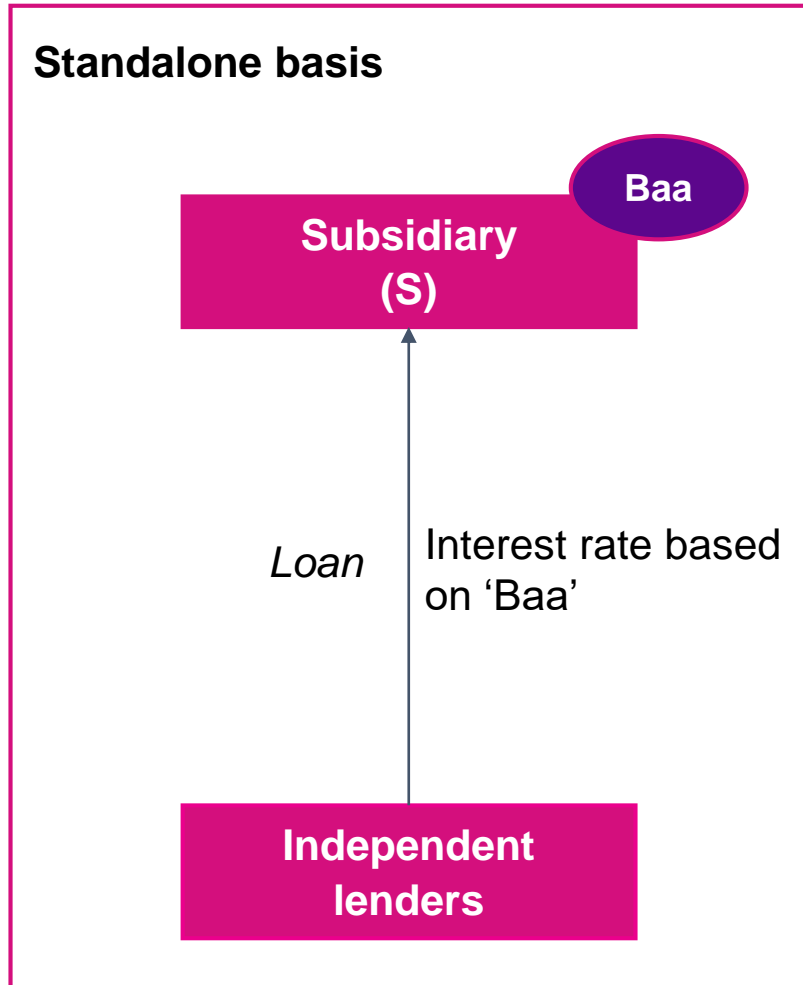 Standalone basis
Baa
Subsidiary
(S)
Loan
Interest rate based
on ‘Baa’
Independent
lenders